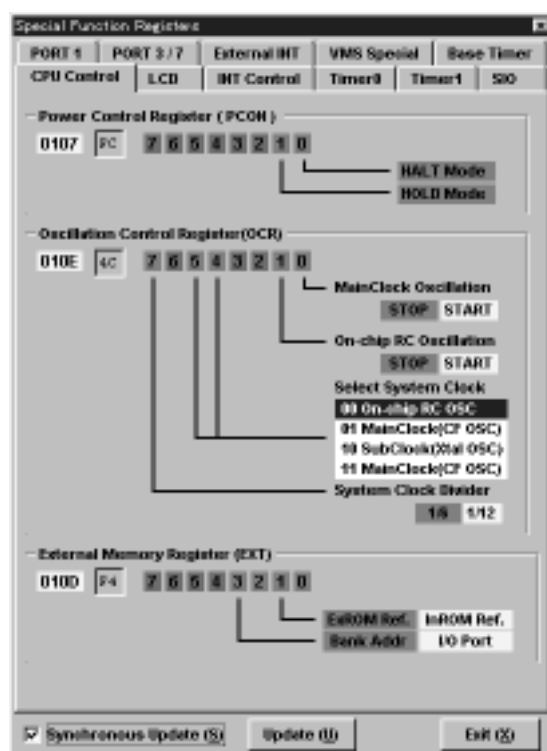 Special Function Registers
PORT 1 PORT 3 / 7 External INT VMS Special Base Timer
CPU Control LCD INT Control Timer0 Timer1 SIO
Power Control Register ( PCON )
0107 FC 7 6 5 4 3 2 1 0
HALT Mode
HOLD Mode
Oscillation Control Register(OCR)
010E 4C 7 6 5 4 3 2 1 0
MainClock Oscillation
STOP START
On-chip RC Oscillation
STOP START
Select System Clock
00 On-chip RC OSC
01 MainClock(CF OSC)
10 SubClock(Xtal OSC)
11 MainClock(CF OSC)
System Clock Divider
1/6 1/12
External Memory Register (EXT)
010D F4 7 6 5 4 3 2 1 0
ExROM Ref. InROM Ref.
Bank Addr I/O Port
Synchronous Update (S) Update (U) Exit (X)